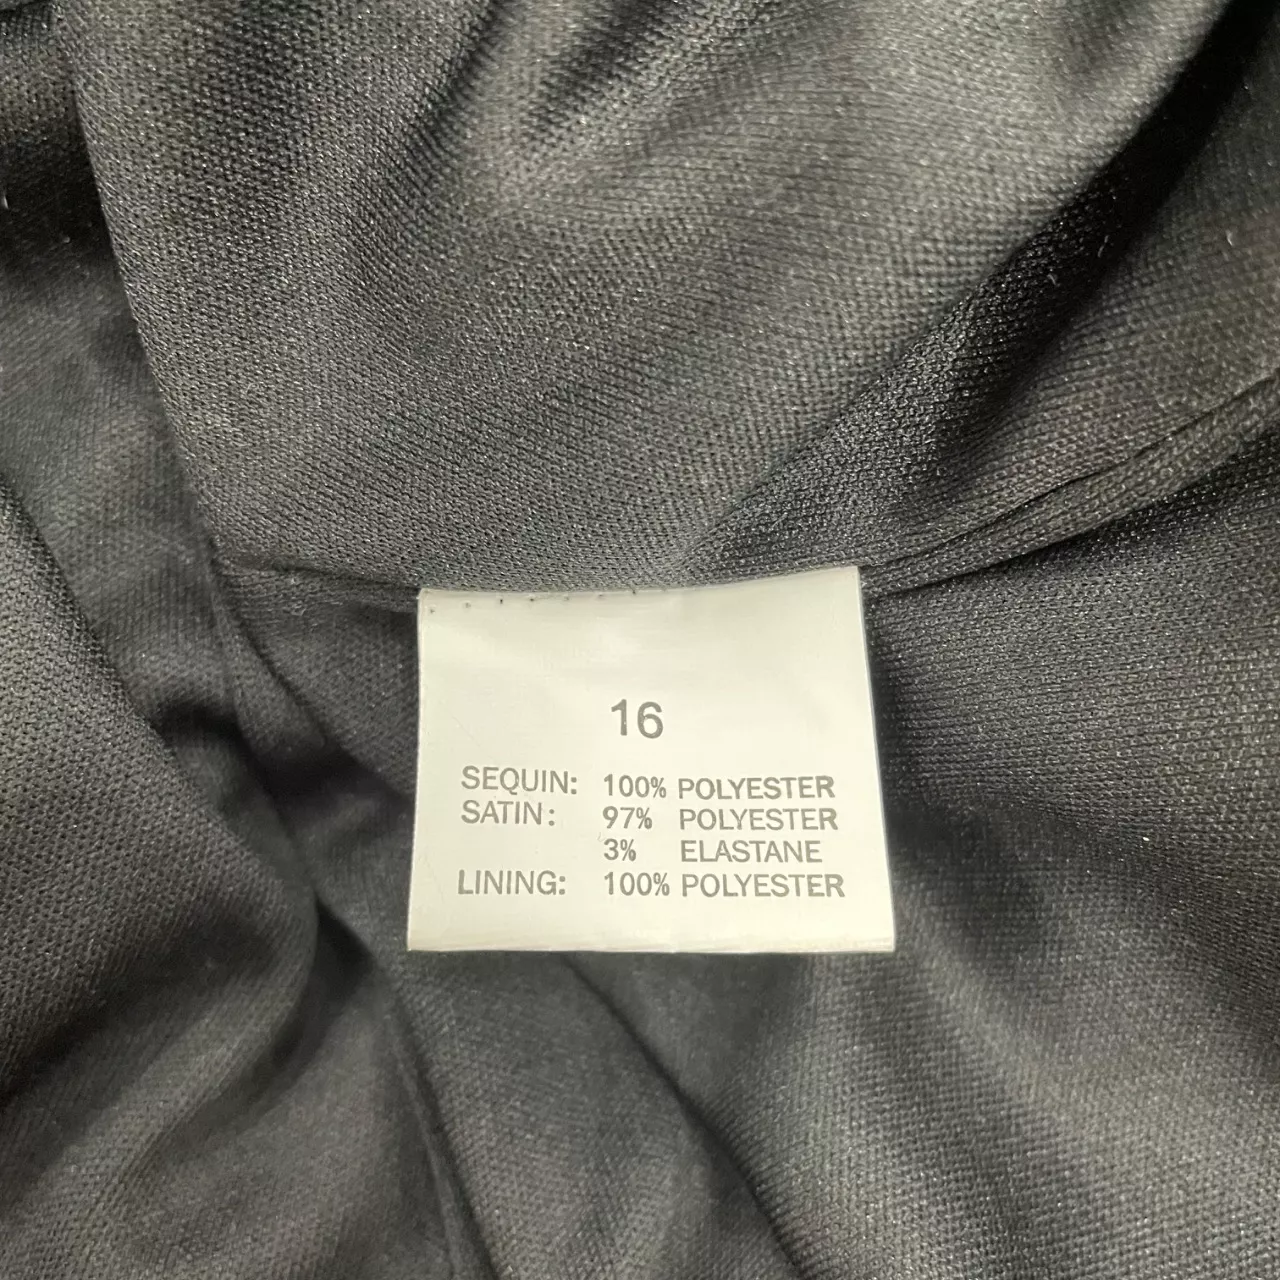 16
SEQUIN: 100% POLYESTER
SATIN: 97% POLYESTER
3% ELASTANE
LINING: 100% POLYESTER